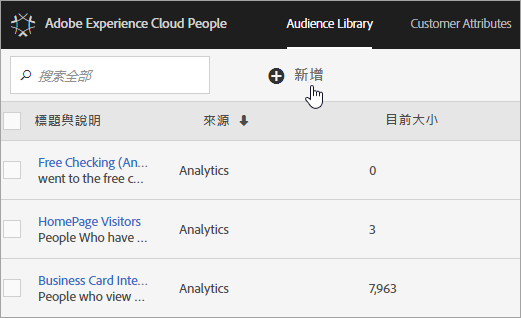 Adobe Experience Cloud People Audience Library Customer Attributes
搜索全部 新增
標題與說明 來源 目前大小
Free Checking (An...
went to the free c... Analytics 0
HomePage Visitors
People Who have ... Analytics 3
Business Card Inte...
People who view ... Analytics 7,963